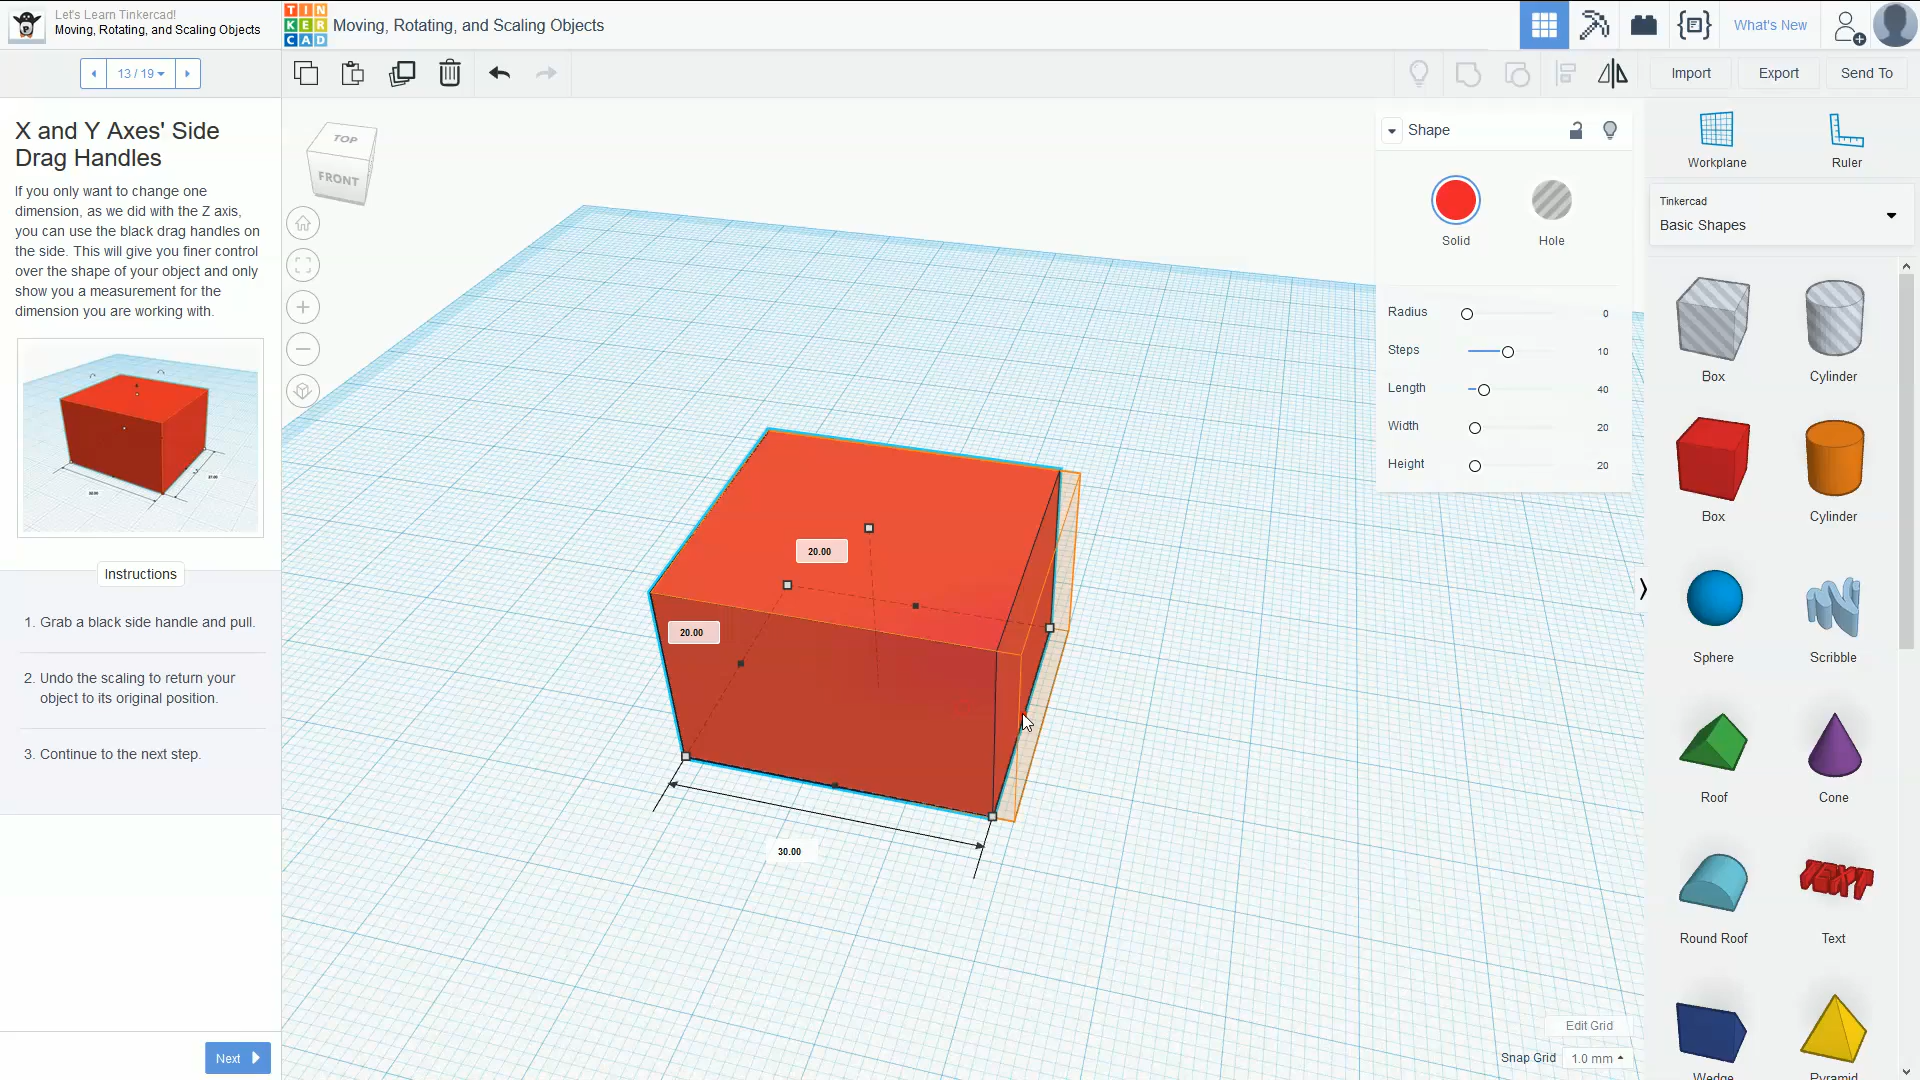 Let's Learn Tinkercad!
Moving, Rotating, and Scaling Objects
TIN
KER
CAD
Moving, Rotating, and Scaling Objects
What's New
13 / 19
Import
Export
Send To
X and Y Axes' Side
Drag Handles
If you only want to change one
dimension, as we did with the Z axis,
you can use the black drag handles on
the side. This will give you finer control
over the shape of your object and only
show you a measurement for the
dimension you are working with.
Instructions
1. Grab a black side handle and pull.
2. Undo the scaling to return your
object to its original position.
3. Continue to the next step.
Next
TOP
FRONT
20.00
20.00
30.00
Shape
Solid
Hole
Radius
0
Steps
10
Length
40
Width
20
Height
20
Edit Grid
Snap Grid
1.0 mm
Workplane
Ruler
Tinkercad
Basic Shapes
Box
Cylinder
Box
Cylinder
Sphere
Scribble
Roof
Cone
Round Roof
TEXT
Text
Wedge
Pyramid